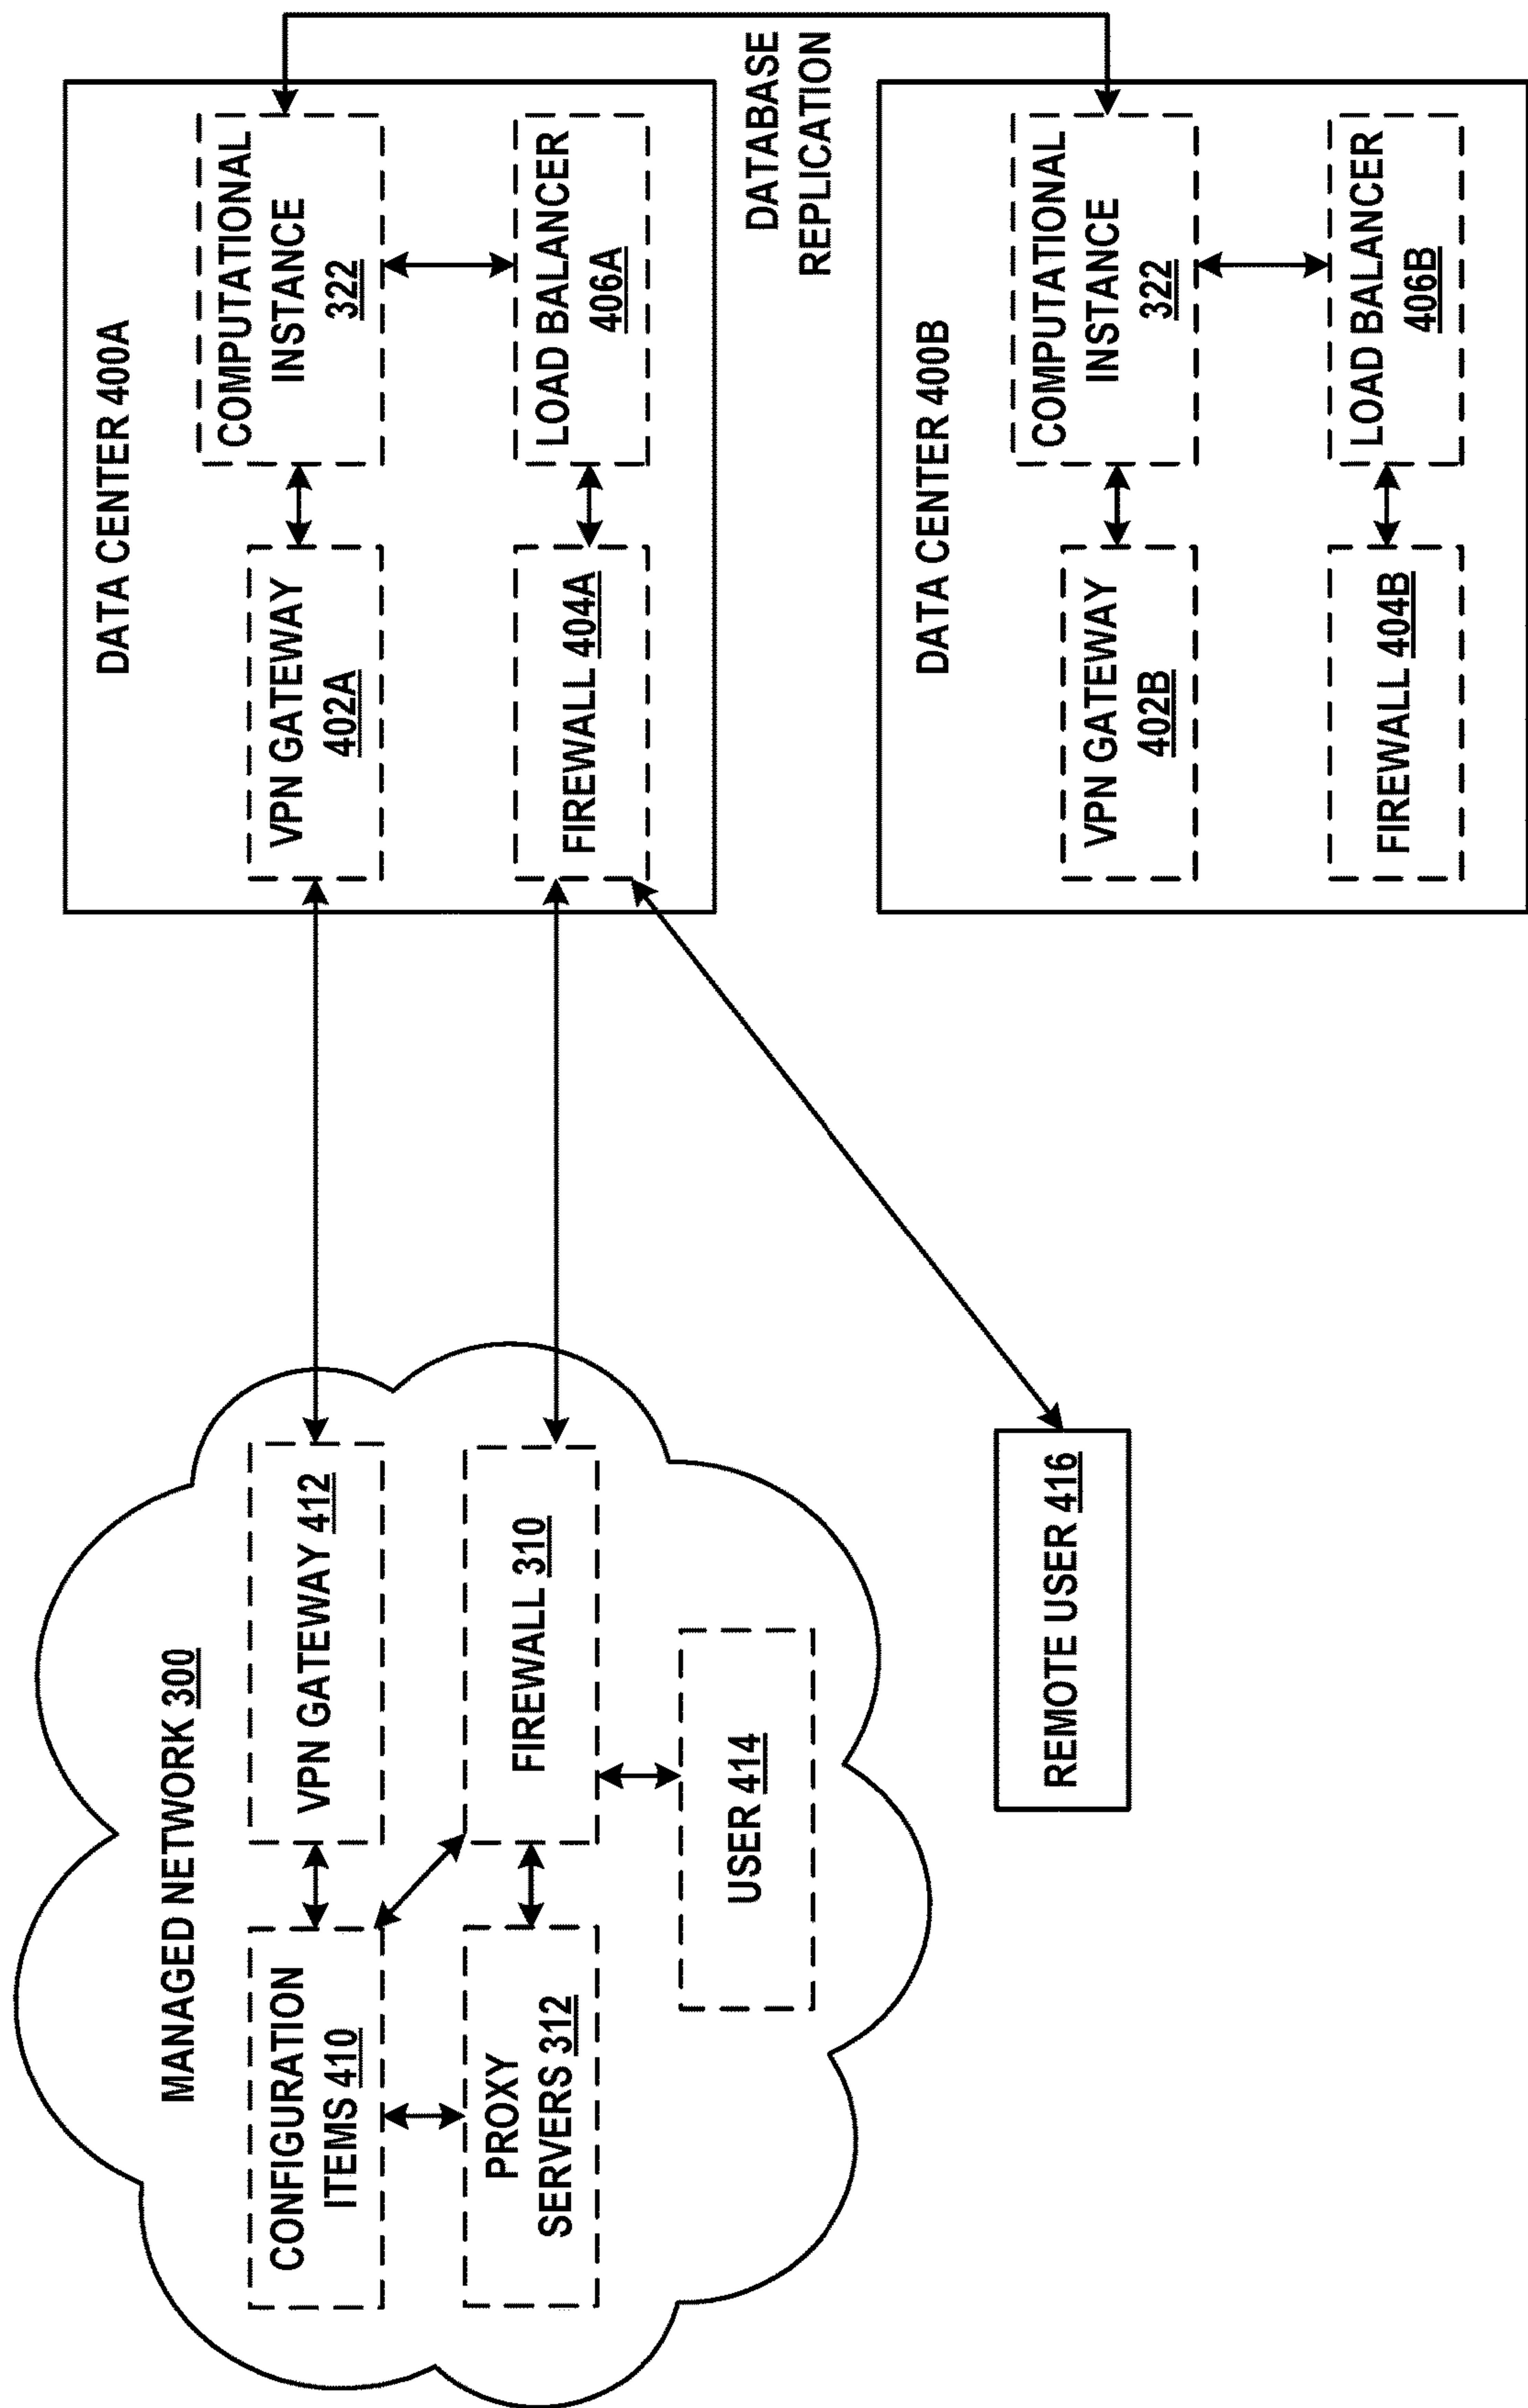 MANAGED NETWORK 300
CONFIGURATION
ITEMS 410
VPN GATEWAY 412
PROXY
SERVERS 312
FIREWALL 310
USER 414
REMOTE USER 416
DATA CENTER 400A
VPN GATEWAY
402A
COMPUTATIONAL
INSTANCE
322
FIREWALL 404A
LOAD BALANCER
406A
DATABASE
REPLICATION
DATA CENTER 400B
VPN GATEWAY
402B
COMPUTATIONAL
INSTANCE
322
FIREWALL 404B
LOAD BALANCER
406B